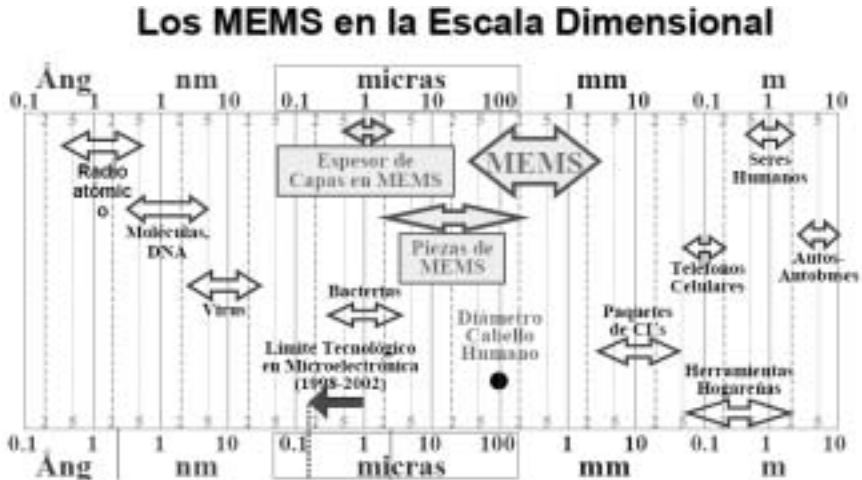 Los MEMS en la Escala Dimensional
Áng nm micras mm m
0.1 1 1 10 0.1 1 10 100 1 10 0.1 1 10
Espesor de
Capas en MEMS
MEMS
Seres
Humanos
Radio
atómic
o
Moléculas,
DNA
Piezas de
MEMS
Teléfonos
Celulares
Autos-
Autobuses
Virus
Bacterias
Diámetro
Cabello
Humano
Paquetes
de CI's
Límite Tecnológico
en Microelectrónica
(1998-2002)
Herramientas
Hogareñas
0.1 1 1 10 0.1 1 10 100 1 10 0.1 1 10
Áng nm micras mm m